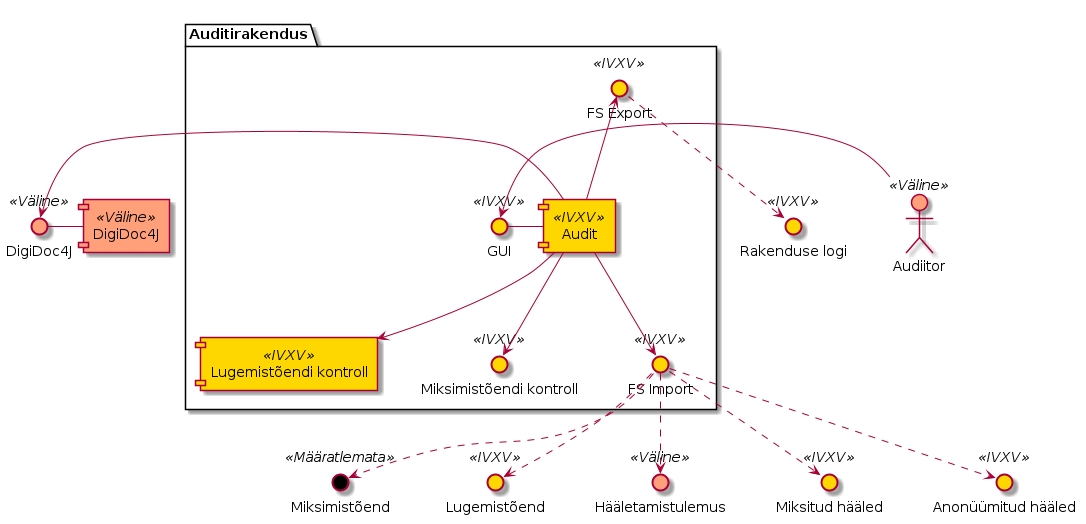 Auditirakendus
«IVXV»
FS Export
«Väline»
DigiDoc4J
«Väline»
DigiDoc4J
«IVXV»
GUI
«IVXV»
Audit
«IVXV»
Rakenduse logi
«Väline»
Audiitor
«IVXV»
Lugemistõendi kontroll
«IVXV»
Miksimistõendi kontroll
«IVXV»
FS Import
«Määratlemata»
Miksimistõend
«IVXV»
Lugemistõend
«Väline»
Hääletamistulemus
«IVXV»
Miksitud hääled
«IVXV»
Anonüümitud hääled